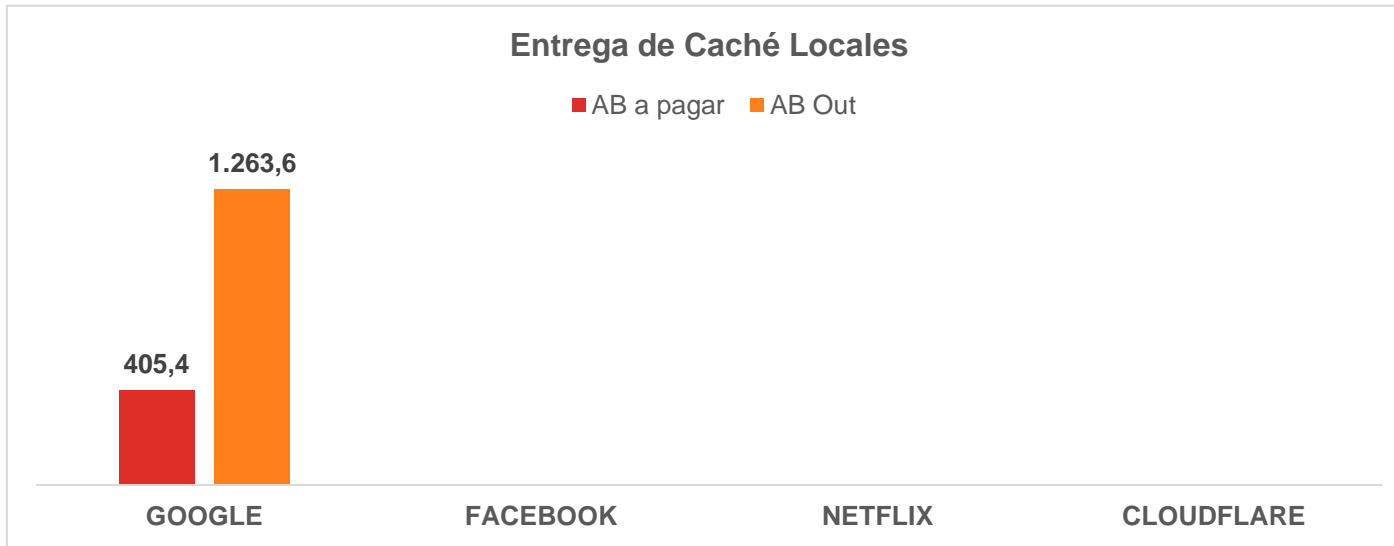 Entrega de Caché Locales
AB a pagar AB Out
1.263,6
405,4
GOOGLE FACEBOOK NETFLIX CLOUDFLARE